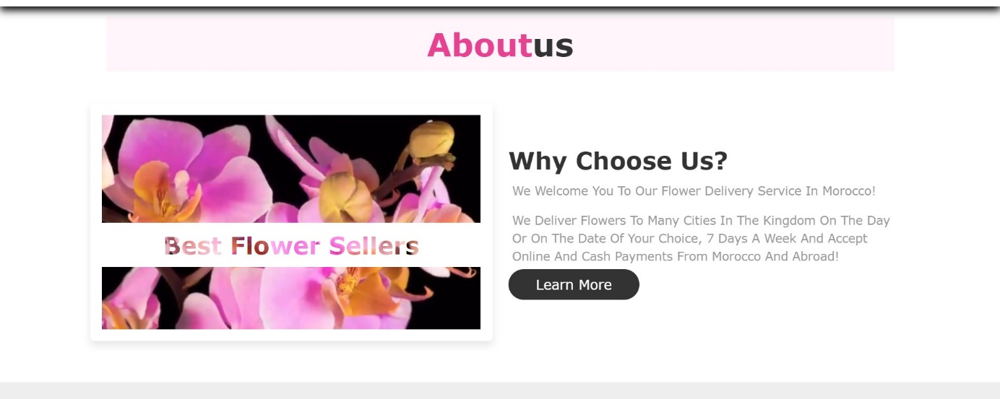 Aboutus
Best Flower Sellers
Why Choose Us?
We Welcome You To Our Flower Delivery Service In Morocco!
We Deliver Flowers To Many Cities In The Kingdom On The Day
Or On The Date Of Your Choice, 7 Days A Week And Accept
Online And Cash Payments From Morocco And Abroad!
Learn More